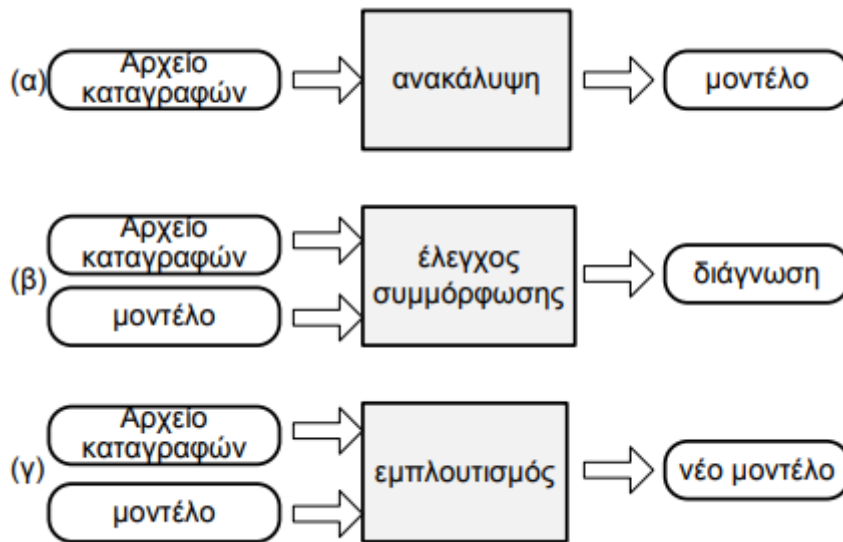 (α)
Αρχείο
καταγραφών
ανακάλυψη
μοντέλο
(β)
Αρχείο
καταγραφών
μοντέλο
έλεγχος
συμμόρφωσης
διάγνωση
(γ)
Αρχείο
καταγραφών
μοντέλο
εμπλουτισμός
νέο μοντέλο